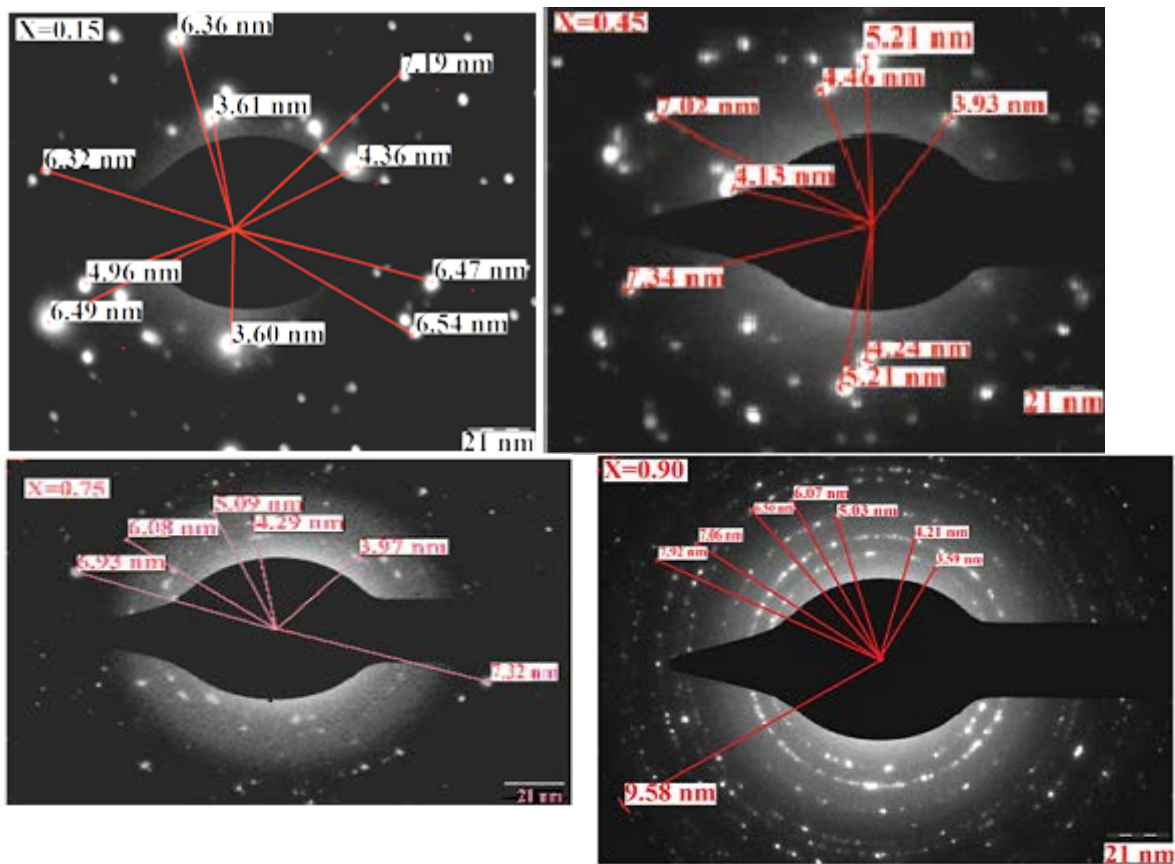 X=0.15
6.36 nm
7.19 nm
3.61 nm
6.32 nm
4.36 nm
4.96 nm
6.47 nm
6.49 nm
6.54 nm
3.60 nm
21 nm
X=0.45
5.21 nm
4.46 nm
7.02 nm
3.93 nm
4.13 nm
7.34 nm
4.24 nm
5.21 nm
21 nm
X=0.75
5.09 nm
6.08 nm
4.29 nm
3.97 nm
nm
7.32 nm
21 nm
X=0.90
6.07 nm
6.50 nm
5.03 nm
7.06 nm
4.21 nm
7.92 nm
3.59 nm
9.58 nm
21 nm